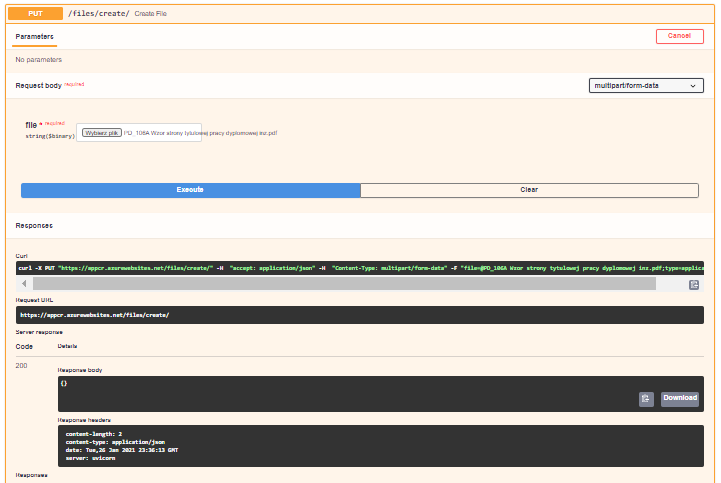 PUT /files/create/ Create File
Parameters
Cancel
No parameters
Request body required
multipart/form-data
file * required
string($binary)
Wybierz plik PD_106A Wzor strony tytulowej pracy dyplomowej inz.pdf
Execute
Clear
Responses
Curl
curl -X PUT "https://appcr.azurewebsites.net/files/create/" -H "accept: application/json" -H "Content-Type: multipart/form-data" -F "file=@PD_106A Wzor strony tytulowej pracy dyplomowej inz.pdf;type=applica
Request URL
https://appcr.azurewebsites.net/files/create/
Server response
Code Details
200
Response body
{}
Download
Response headers
content-length: 2
content-type: application/json
date: Tue,26 Jan 2021 23:36:13 GMT
server: uvicorn
Responses